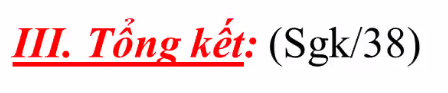 III. Tổng kết: (Sgk/38)